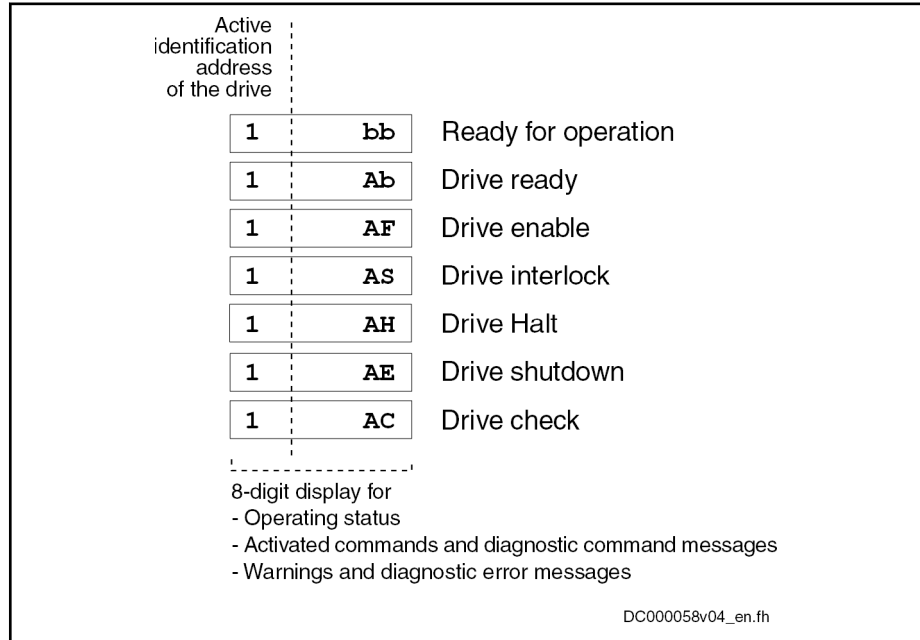 Active
identification
address
of the drive
1 bb Ready for operation
1 Ab Drive ready
1 AF Drive enable
1 AS Drive interlock
1 AH Drive Halt
1 AE Drive shutdown
1 AC Drive check
8-digit display for
- Operating status
- Activated commands and diagnostic command messages
- Warnings and diagnostic error messages
DC000058v04_en.fh